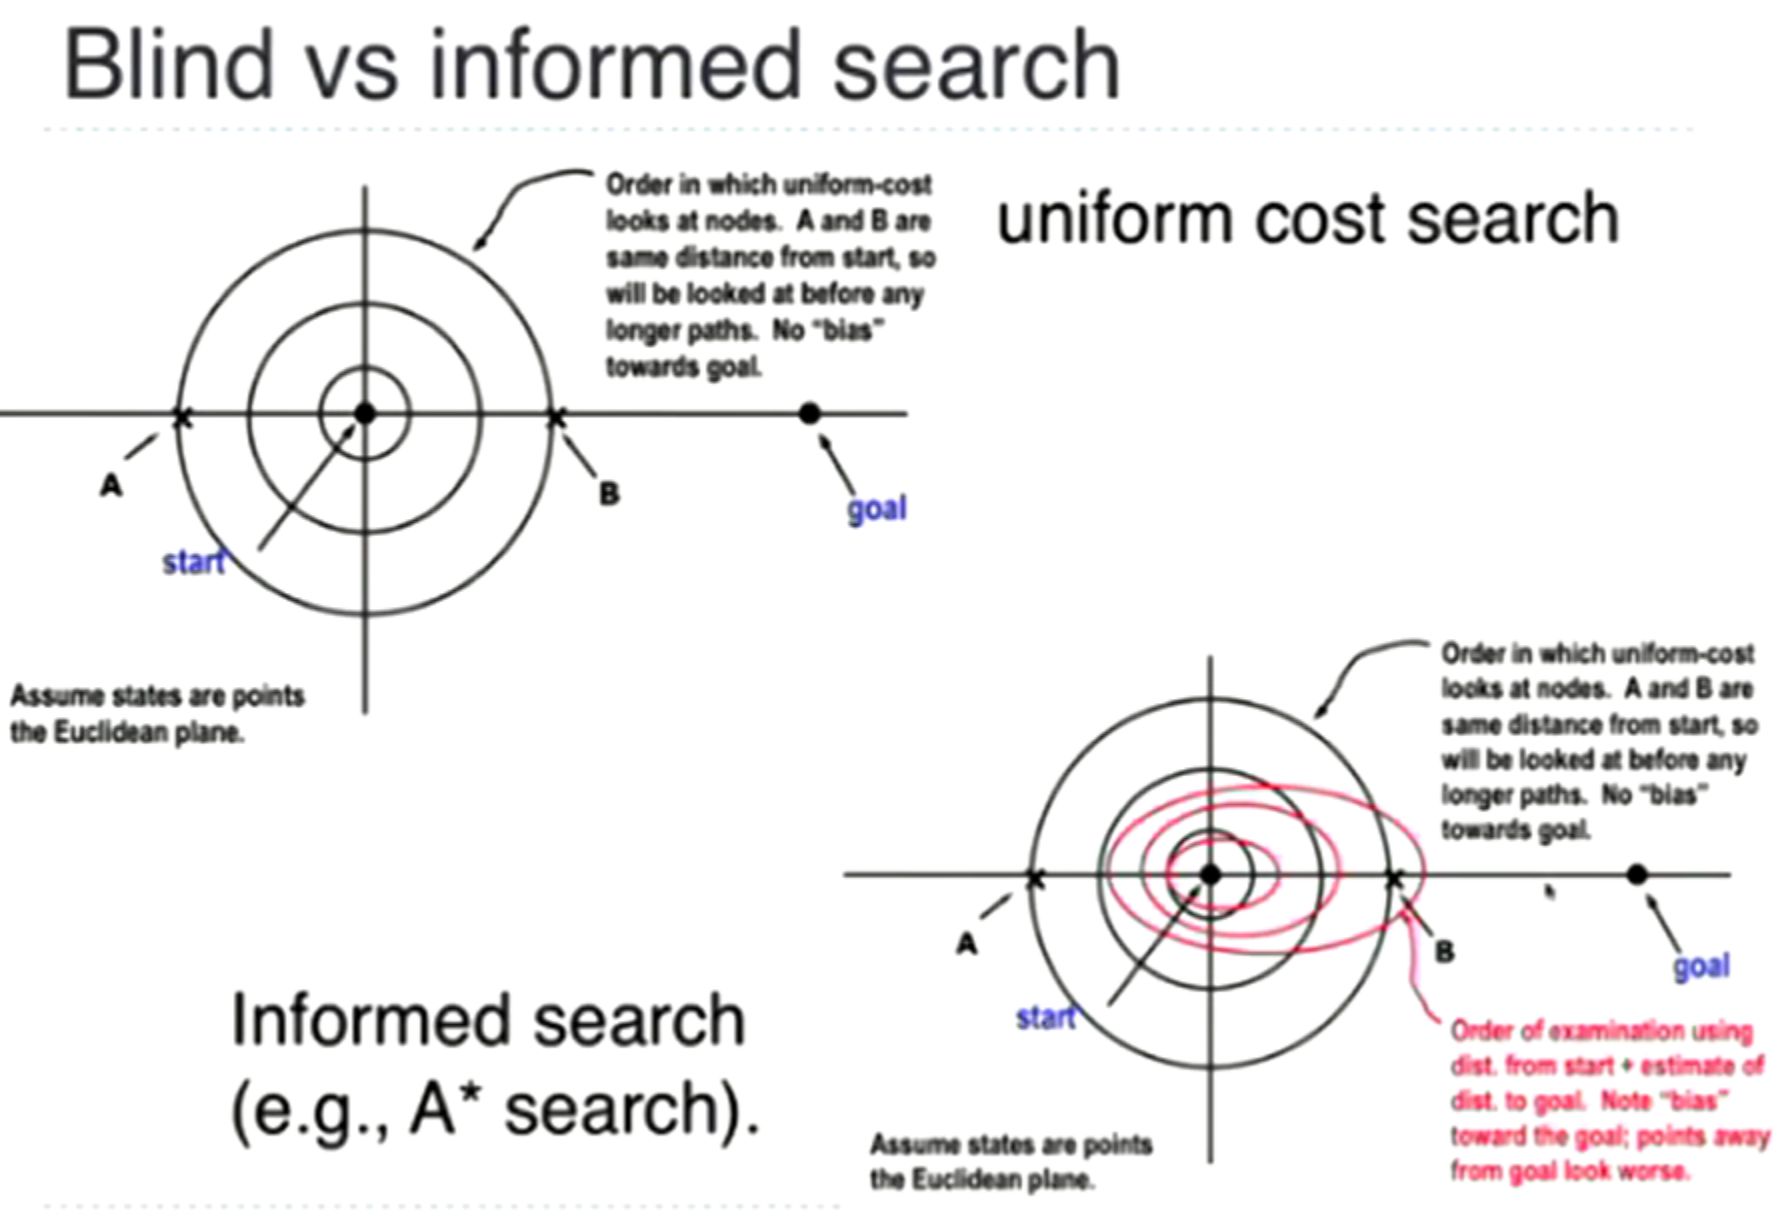 Blind vs informed search
Order in which uniform-cost
looks at nodes. A and B are
same distance from start, so
will be looked at before any
longer paths. No “bias”
towards goal.
uniform cost search
A
B
goal
start
Assume states are points
the Euclidean plane.
Order in which uniform-cost
looks at nodes. A and B are
same distance from start, so
will be looked at before any
longer paths. No “bias”
towards goal.
A
B
goal
start
Informed search
(e.g., A* search).
Order of examination using
dist. from start + estimate of
dist. to goal. Note “bias”
toward the goal; points away
from goal look worse.
Assume states are points
the Euclidean plane.